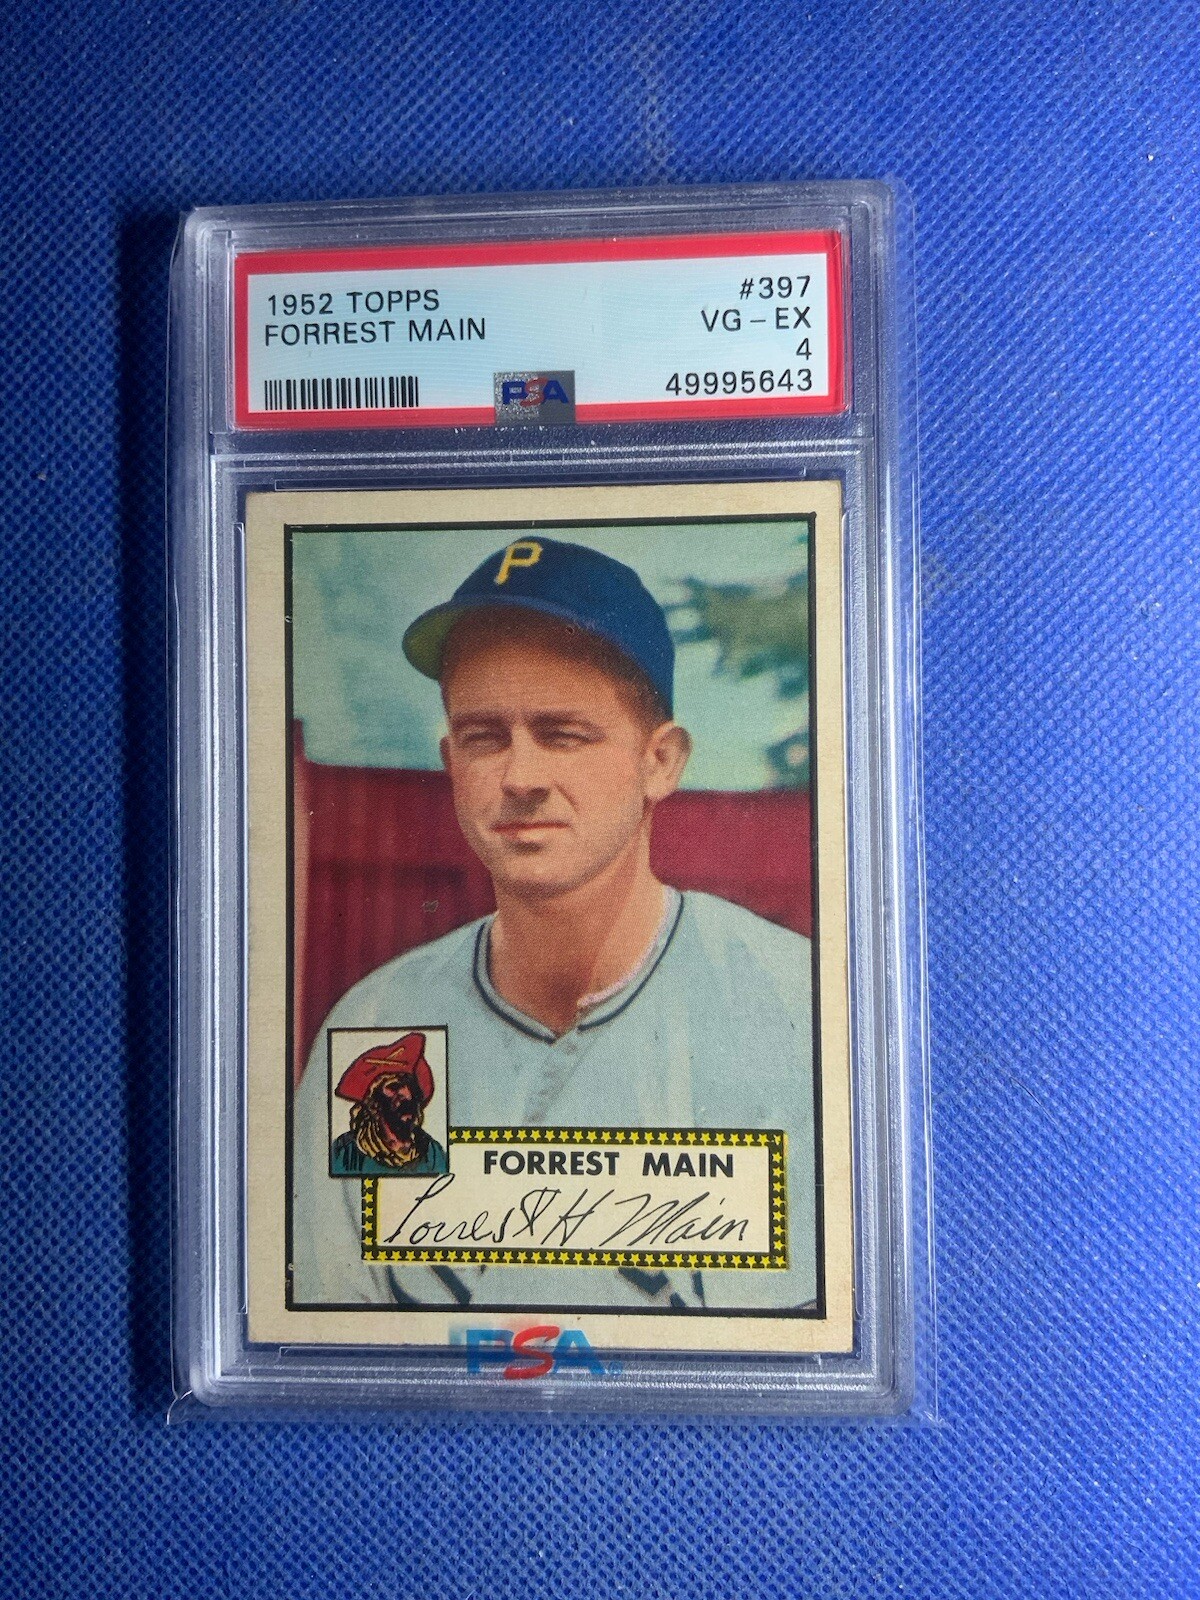 1952 TOPPS #397
FORREST MAIN VG-EX
4
PSA 49995643
P
FORREST MAIN
Forrest H. Main
PSA